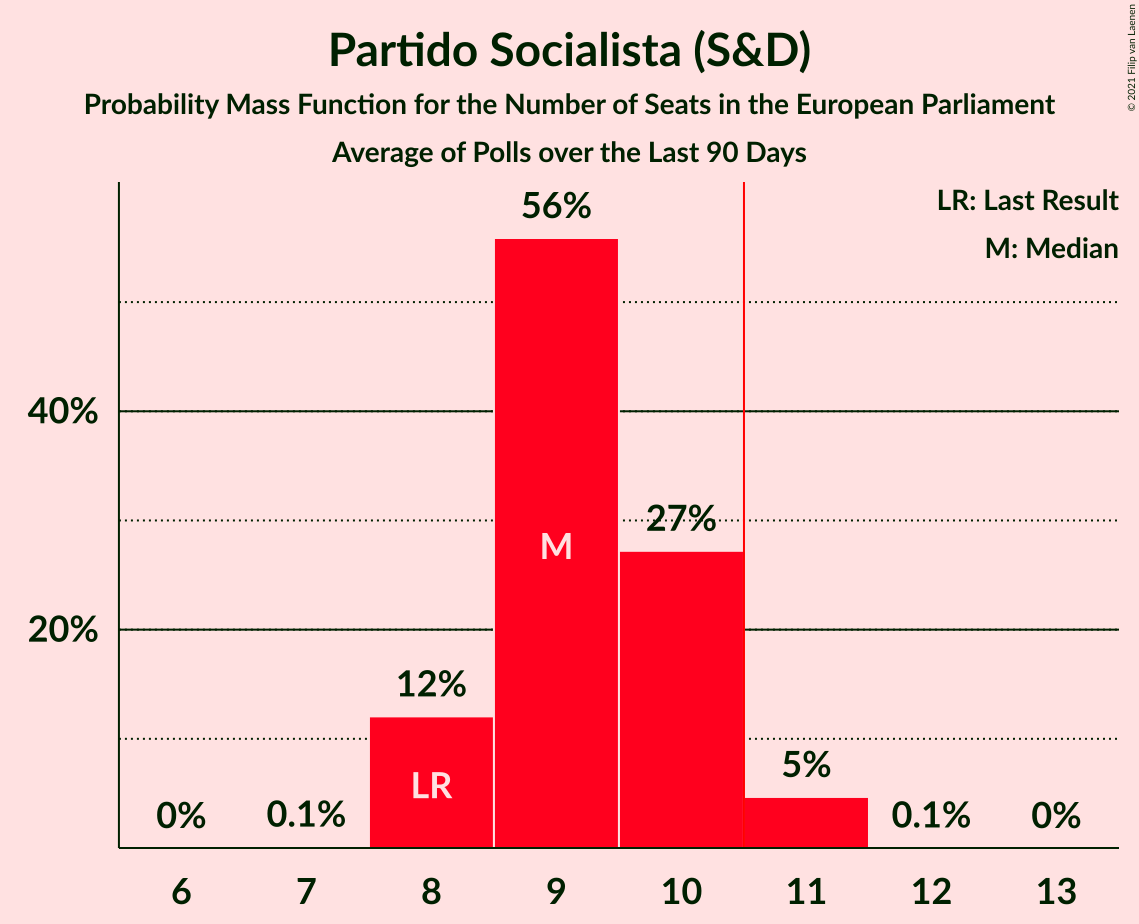 Partido Socialista (S&D)
Probability Mass Function for the Number of Seats in the European Parliament
Average of Polls over the Last 90 Days
© 2021 Filip van Laenen
LR: Last Result
M: Median
56%
40%
27%
M
20%
12%
5%
LR
0%
0.1%
0.1%
0%
6 7 8 9 10 11 12 13